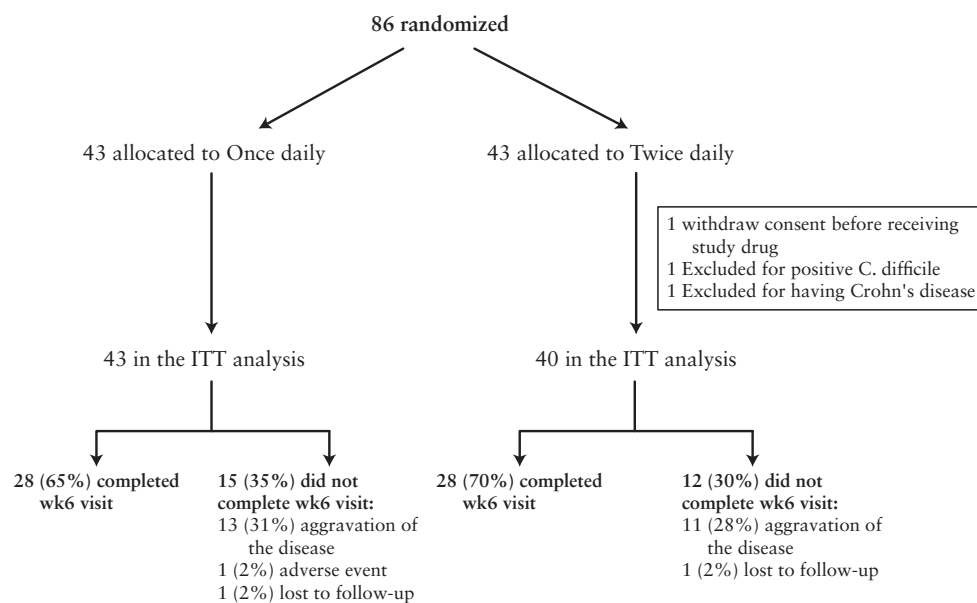 86 randomized
43 allocated to Once daily
43 allocated to Twice daily
1 withdraw consent before receiving
study drug
1 Excluded for positive C. difficile
1 Excluded for having Crohn's disease
43 in the ITT analysis
40 in the ITT analysis
28 (65%) completed
wk6 visit
15 (35%) did not
complete wk6 visit:
13 (31%) aggravation of
the disease
1 (2%) adverse event
1 (2%) lost to follow-up
28 (70%) completed
wk6 visit
12 (30%) did not
complete wk6 visit:
11 (28%) aggravation of
the disease
1 (2%) lost to follow-up